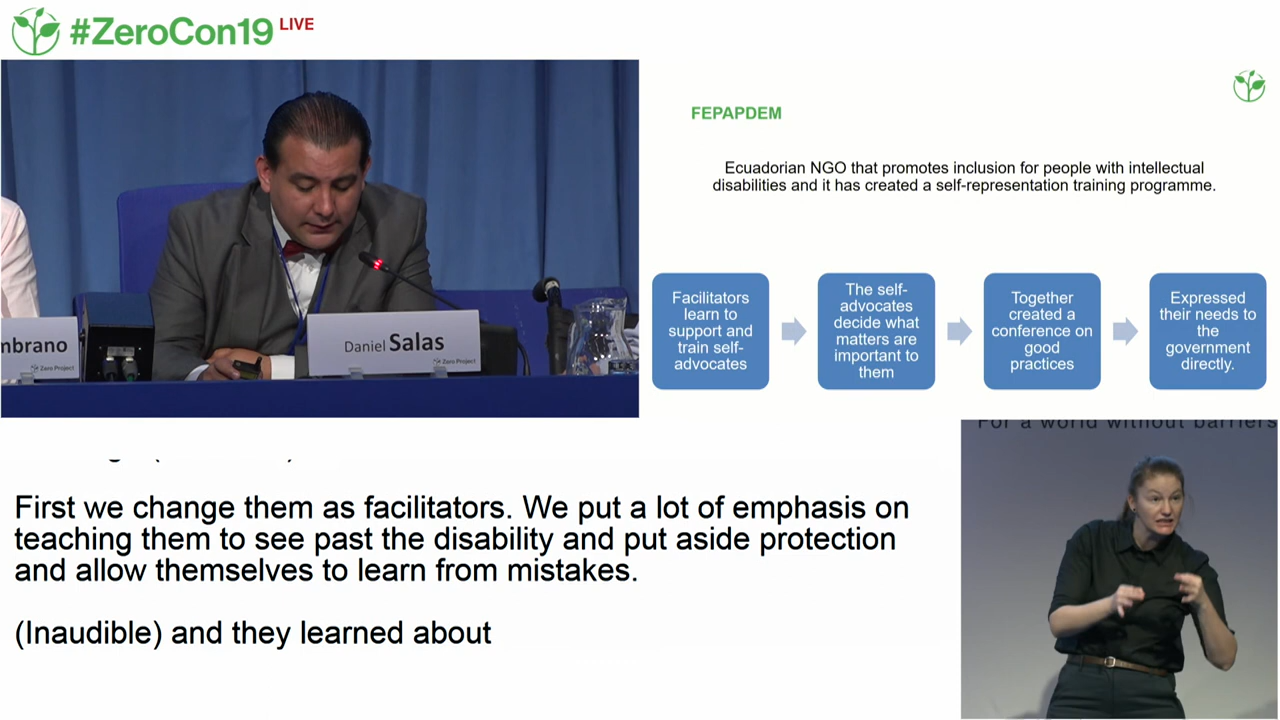 #ZeroCon19 LIVE
FEPAPDEM
Ecuadorian NGO that promotes inclusion for people with intellectual
disabilities and it has created a self-representation training programme.
Facilitators
learn to
support and
train self-
advocates
The self-
advocates
decide what
matters are
important to
them
Together
created a
conference on
good
practices
Expressed
their needs to
the
government
directly.
mbrano
Zero Project
Daniel Salas
Zero Project
For a world without barriers
First we change them as facilitators. We put a lot of emphasis on
teaching them to see past the disability and put aside protection
and allow themselves to learn from mistakes.
(Inaudible) and they learned about